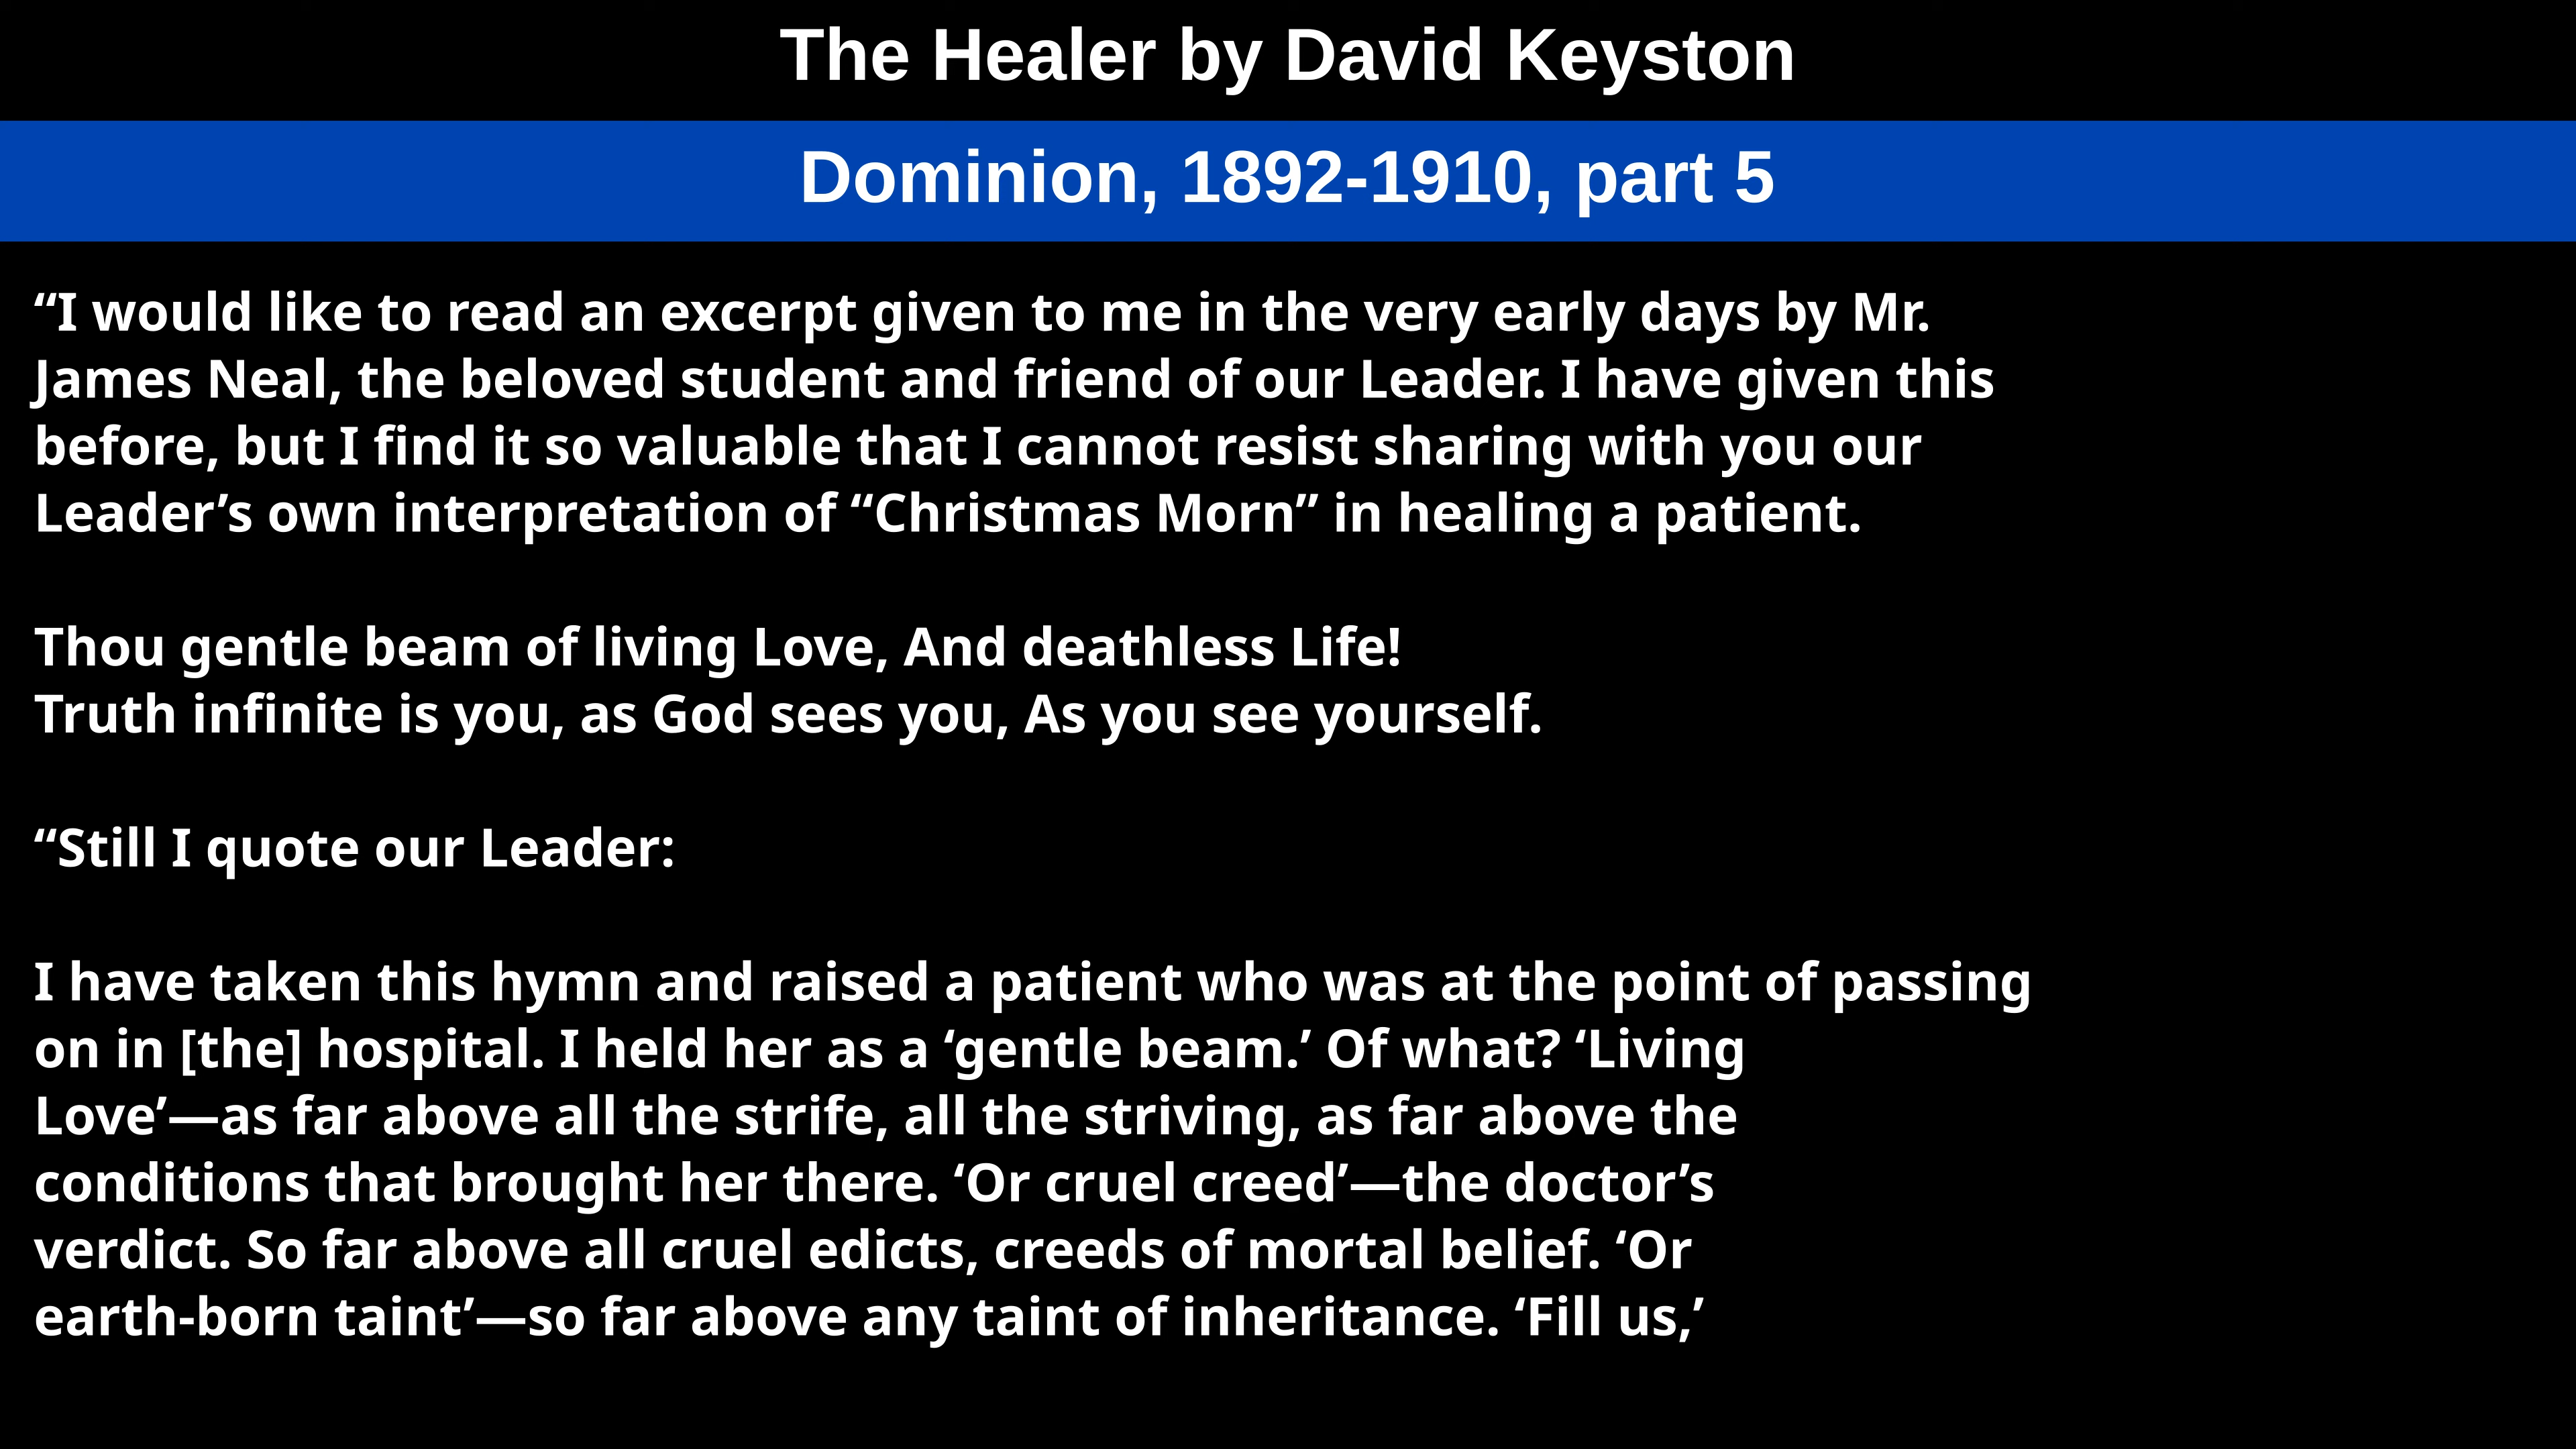 The Healer by David Keyston
Dominion, 1892-1910, part 5
“I would like to read an excerpt given to me in the very early days by Mr.
James Neal, the beloved student and friend of our Leader. I have given this
before, but I find it so valuable that I cannot resist sharing with you our
Leader’s own interpretation of “Christmas Morn” in healing a patient.
Thou gentle beam of living Love, And deathless Life!
Truth infinite is you, as God sees you, As you see yourself.
“Still I quote our Leader:
I have taken this hymn and raised a patient who was at the point of passing
on in [the] hospital. I held her as a ‘gentle beam.’ Of what? ‘Living
Love’—as far above all the strife, all the striving, as far above the
conditions that brought her there. ‘Or cruel creed’—the doctor’s
verdict. So far above all cruel edicts, creeds of mortal belief. ‘Or
earth-born taint’—so far above any taint of inheritance. ‘Fill us,’